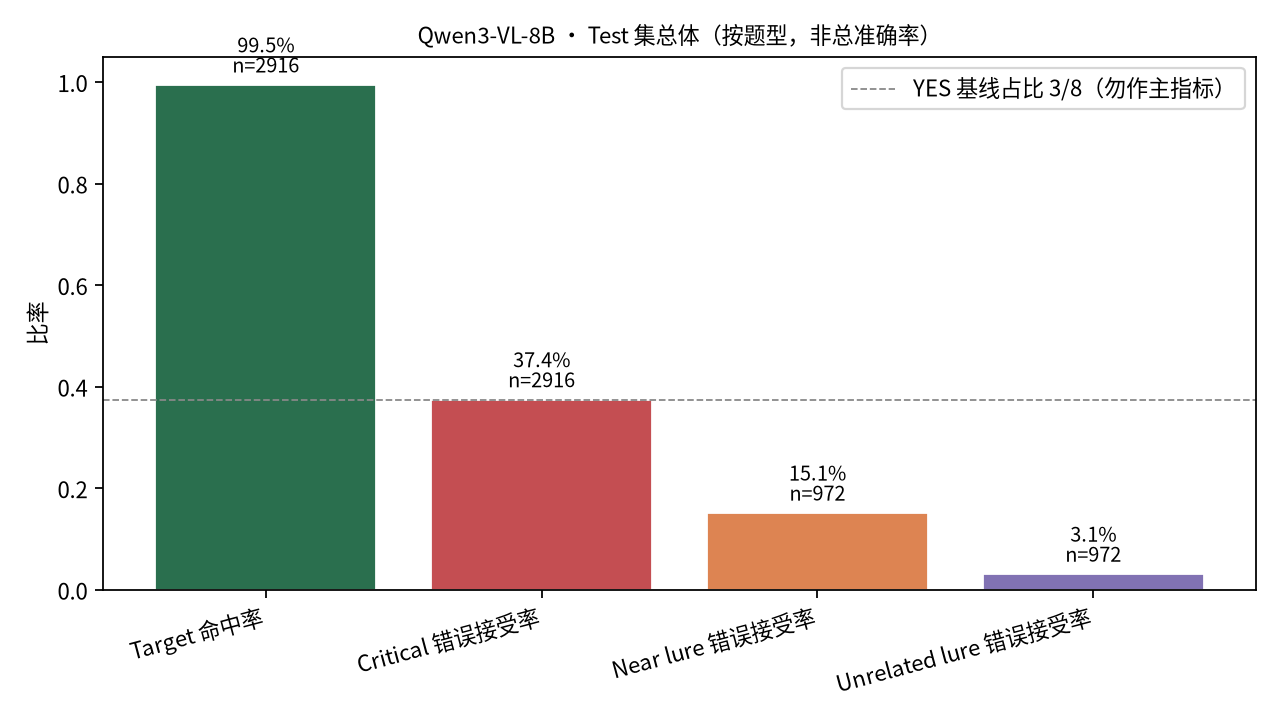 Qwen3-VL-8B · Test 集总体（按题型，非总准确率）
YES 基线占比 3/8（勿作主指标）
比率
1.0
0.8
0.6
0.4
0.2
0.0
99.5%
n=2916
37.4%
n=2916
15.1%
n=972
3.1%
n=972
Target 命中率
Critical 错误接受率
Near lure 错误接受率
Unrelated lure 错误接受率